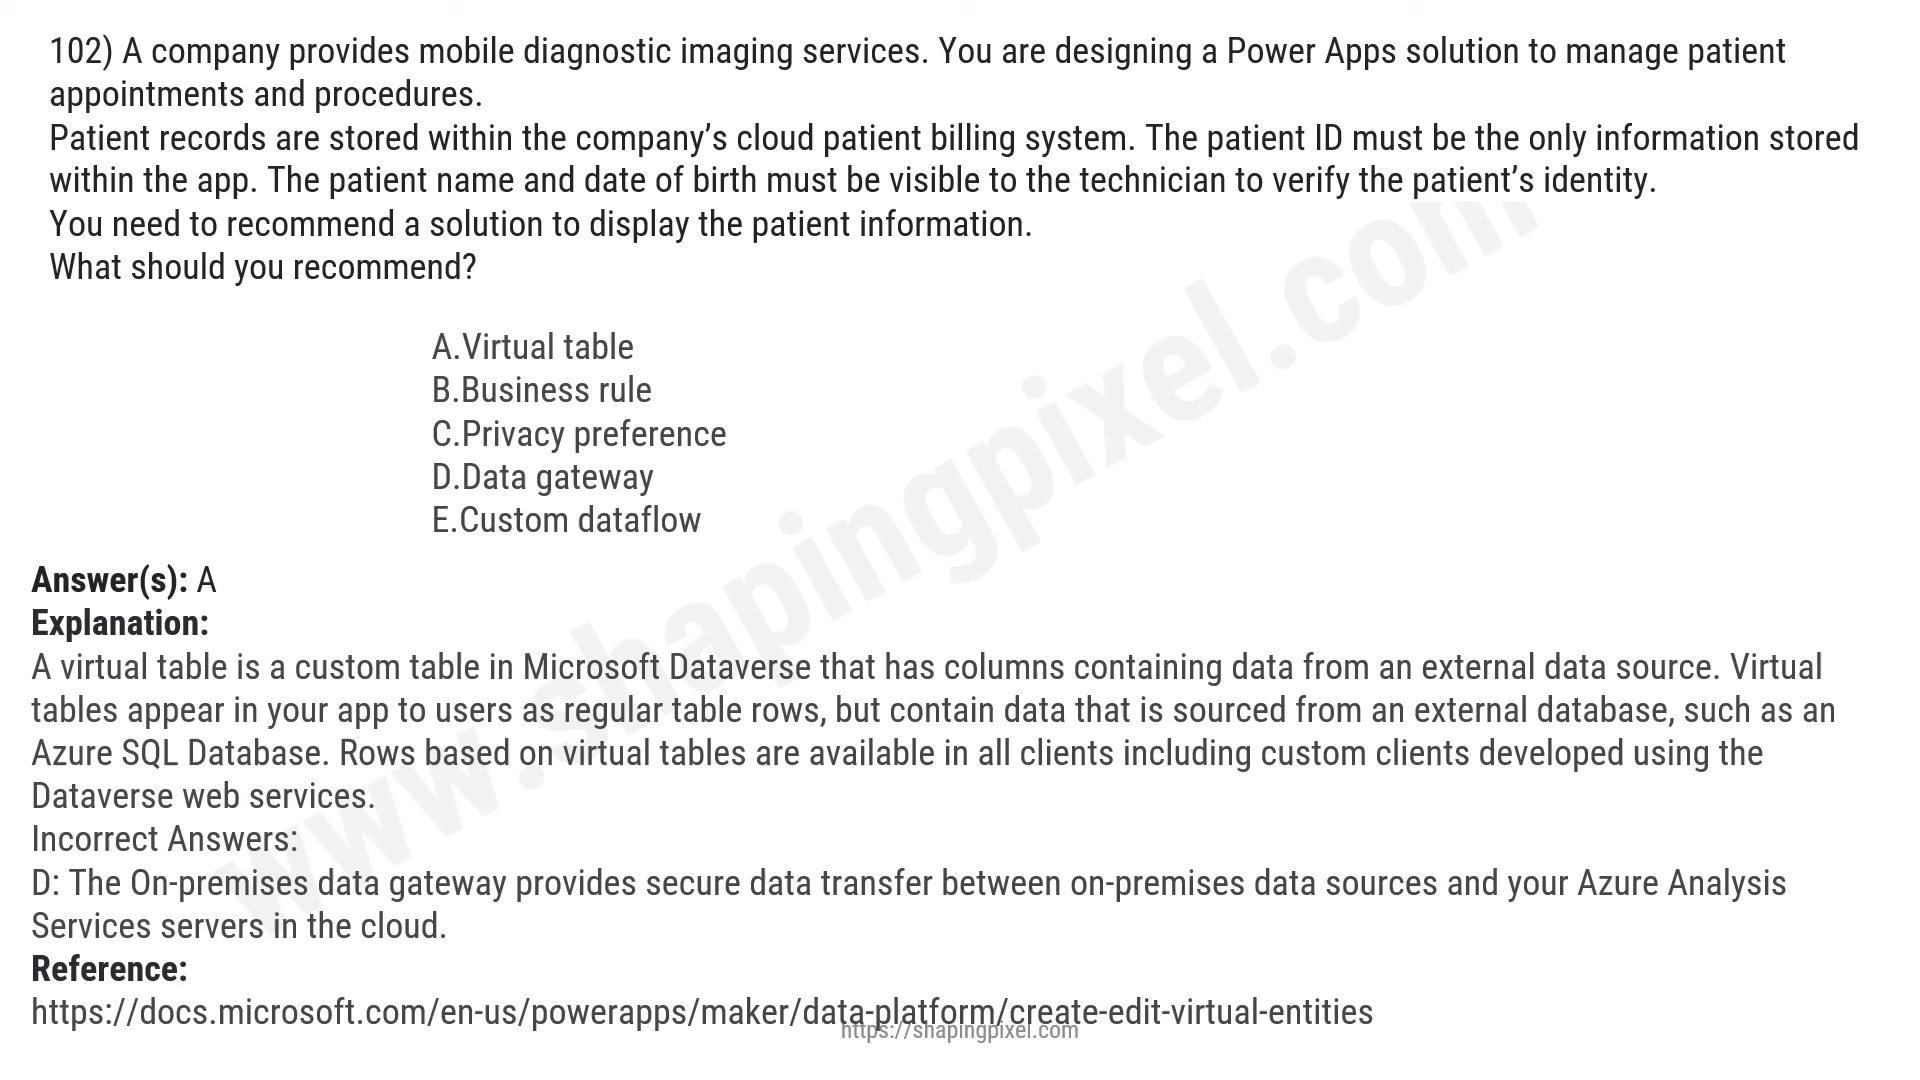 102) A company provides mobile diagnostic imaging services. You are designing a Power Apps solution to manage patient
appointments and procedures.
Patient records are stored within the company’s cloud patient billing system. The patient ID must be the only information stored
within the app. The patient name and date of birth must be visible to the technician to verify the patient’s identity.
You need to recommend a solution to display the patient information.
What should you recommend?
A.Virtual table
B.Business rule
C.Privacy preference
D.Data gateway
E.Custom dataflow
Answer(s): A
Explanation:
A virtual table is a custom table in Microsoft Dataverse that has columns containing data from an external data source. Virtual
tables appear in your app to users as regular table rows, but contain data that is sourced from an external database, such as an
Azure SQL Database. Rows based on virtual tables are available in all clients including custom clients developed using the
Dataverse web services.
Incorrect Answers:
D: The On-premises data gateway provides secure data transfer between on-premises data sources and your Azure Analysis
Services servers in the cloud.
Reference:
https://docs.microsoft.com/en-us/powerapps/maker/data-platform/create-edit-virtual-entities
https://shapingpixel.com
www.shapingpixel.com